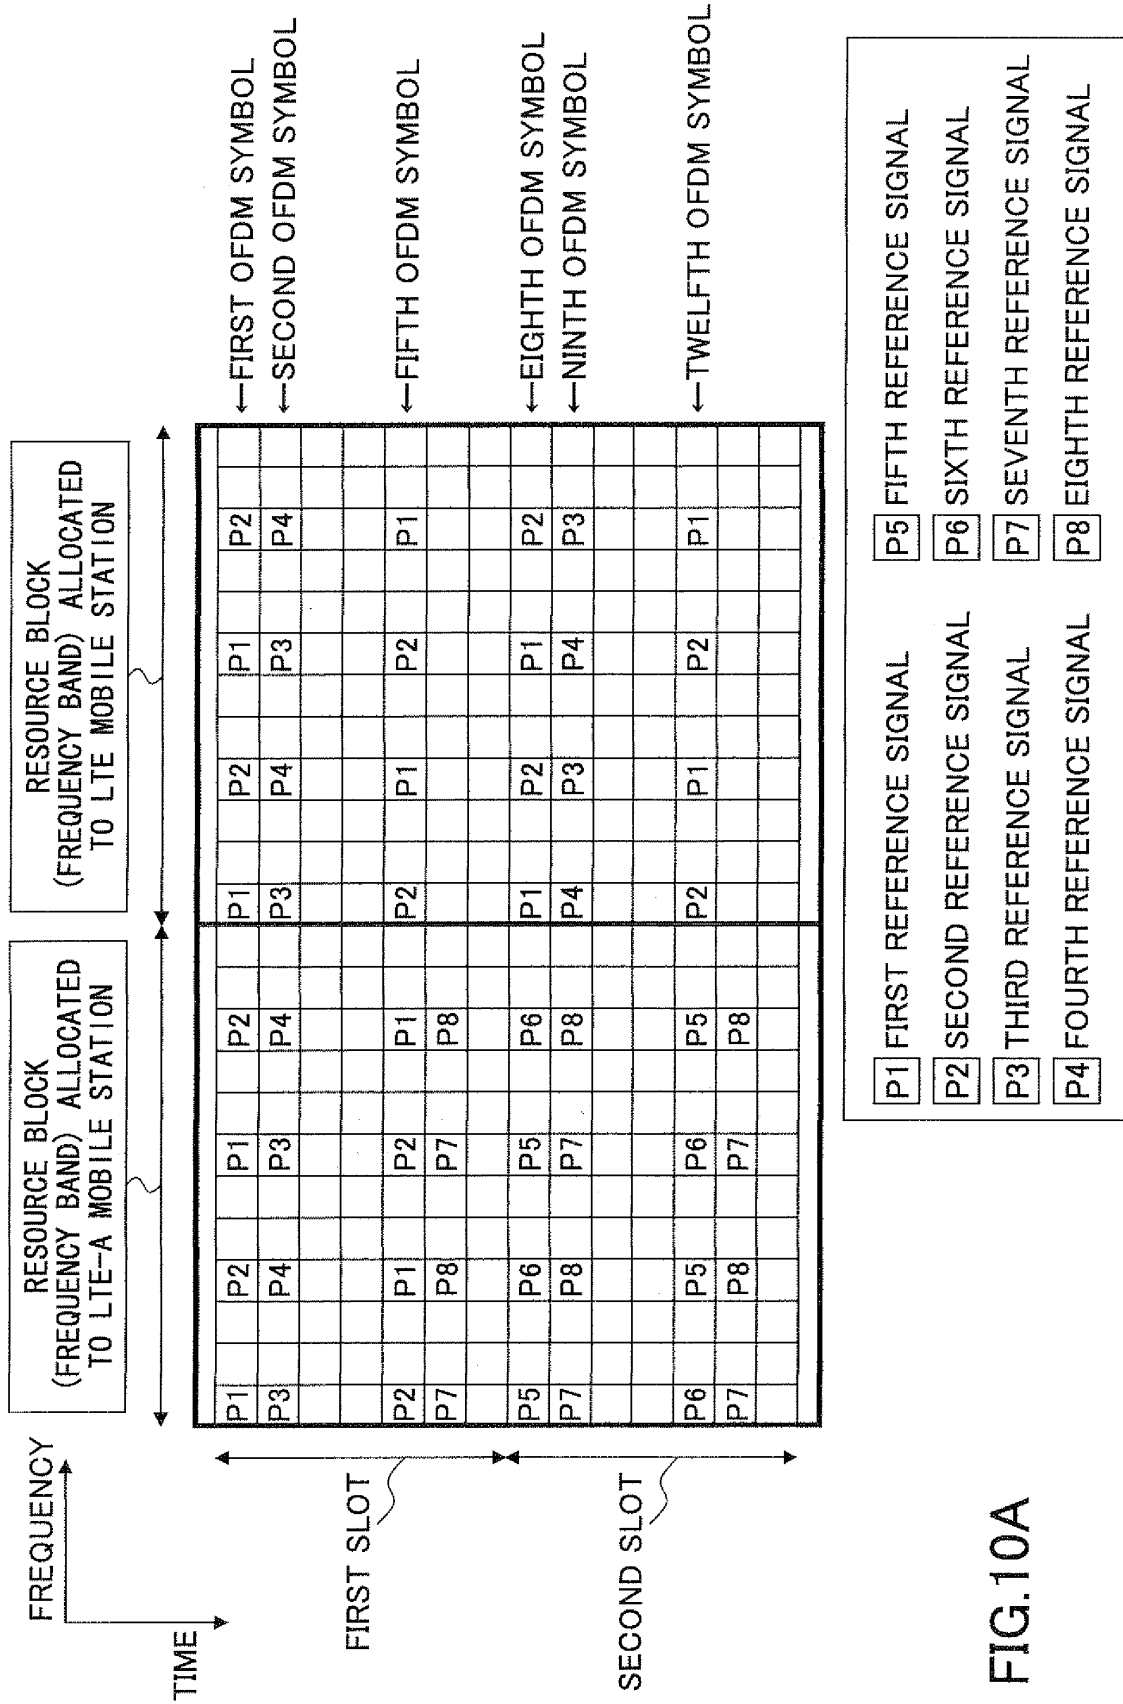 FREQUENCY
TIME
RESOURCE BLOCK
(FREQUENCY BAND) ALLOCATED
TO LTE-A MOBILE STATION
RESOURCE BLOCK
(FREQUENCY BAND) ALLOCATED
TO LTE MOBILE STATION
P1 P2 P1 P2 P1 P2 P1 P2 ←FIRST OFDM SYMBOL
P3 P4 P3 P4 P3 P4 P3 P4 ←SECOND OFDM SYMBOL
FIRST SLOT
P2 P1 P2 P1 P2 P1 P2 P1 ←FIFTH OFDM SYMBOL
P7 P8 P7 P8
P5 P6 P5 P6 P1 P2 P1 P2 ←EIGHTH OFDM SYMBOL
P7 P8 P7 P8 P4 P3 P4 P3 ←NINTH OFDM SYMBOL
SECOND SLOT
P6 P5 P6 P5 P2 P1 P2 P1 ←TWELFTH OFDM SYMBOL
P7 P8 P7 P8
P1 FIRST REFERENCE SIGNAL
P2 SECOND REFERENCE SIGNAL
P3 THIRD REFERENCE SIGNAL
P4 FOURTH REFERENCE SIGNAL
P5 FIFTH REFERENCE SIGNAL
P6 SIXTH REFERENCE SIGNAL
P7 SEVENTH REFERENCE SIGNAL
P8 EIGHTH REFERENCE SIGNAL
FIG.10A